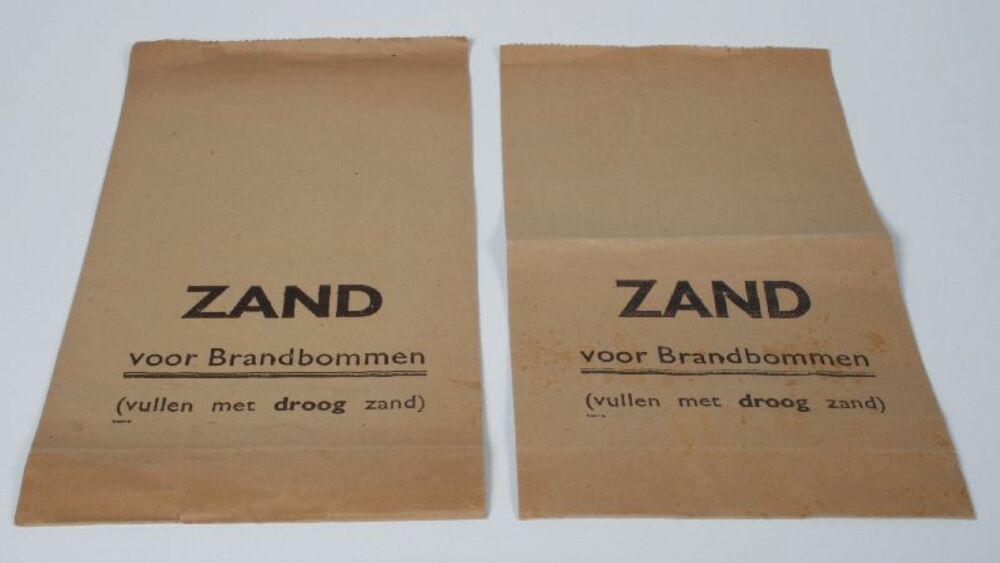 ZAND
voor Brandbommen
(vullen met droog zand)
ZAND
voor Brandbommen
(vullen met droog zand)